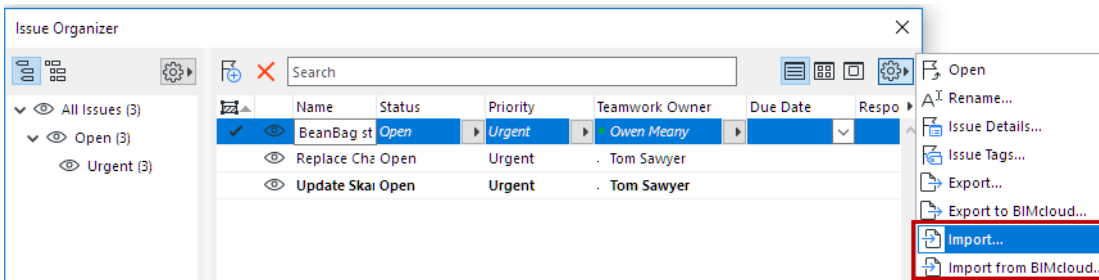 Issue Organizer
Search
All Issues (3)
Open (3)
Urgent (3)
Name Status Priority Teamwork Owner Due Date Respo
BeanBag st Open Urgent Owen Meany
Replace Cha Open Urgent Tom Sawyer
Update Skar Open Urgent Tom Sawyer
Open
Rename...
Issue Details...
Issue Tags...
Export...
Export to BIMcloud...
Import...
Import from BIMcloud..